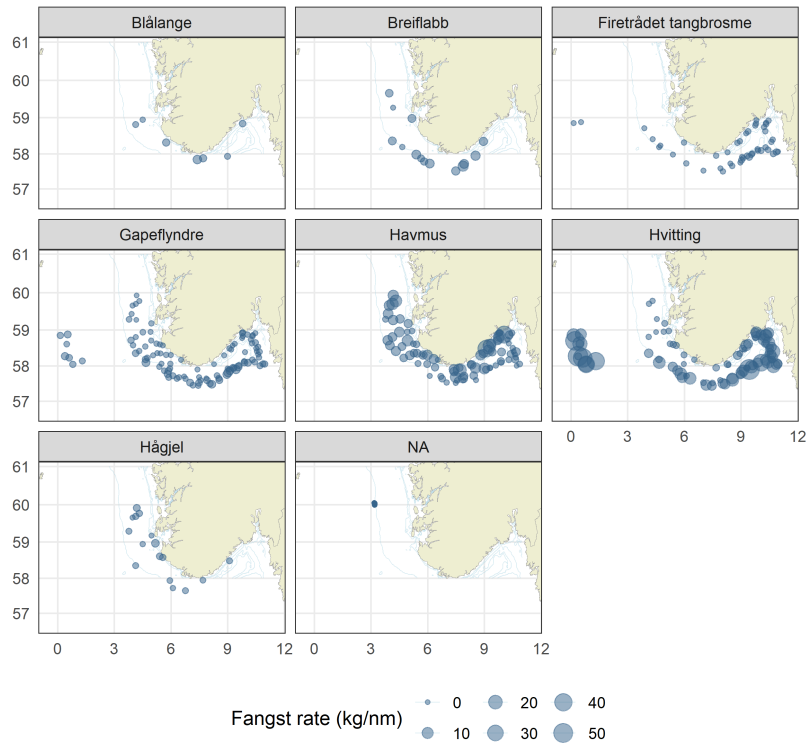 Blålange Breiflabb Firetrådet tangbrosme
61
60
59
58
57
Gapeflyndre Havmus Hvitting
61
60
59
58
57
0 3 6 9 12
Hågjel NA
61
60
59
58
57
0 3 6 9 12 0 3 6 9 12
Fangst rate (kg/nm) 0 20 40
10 30 50